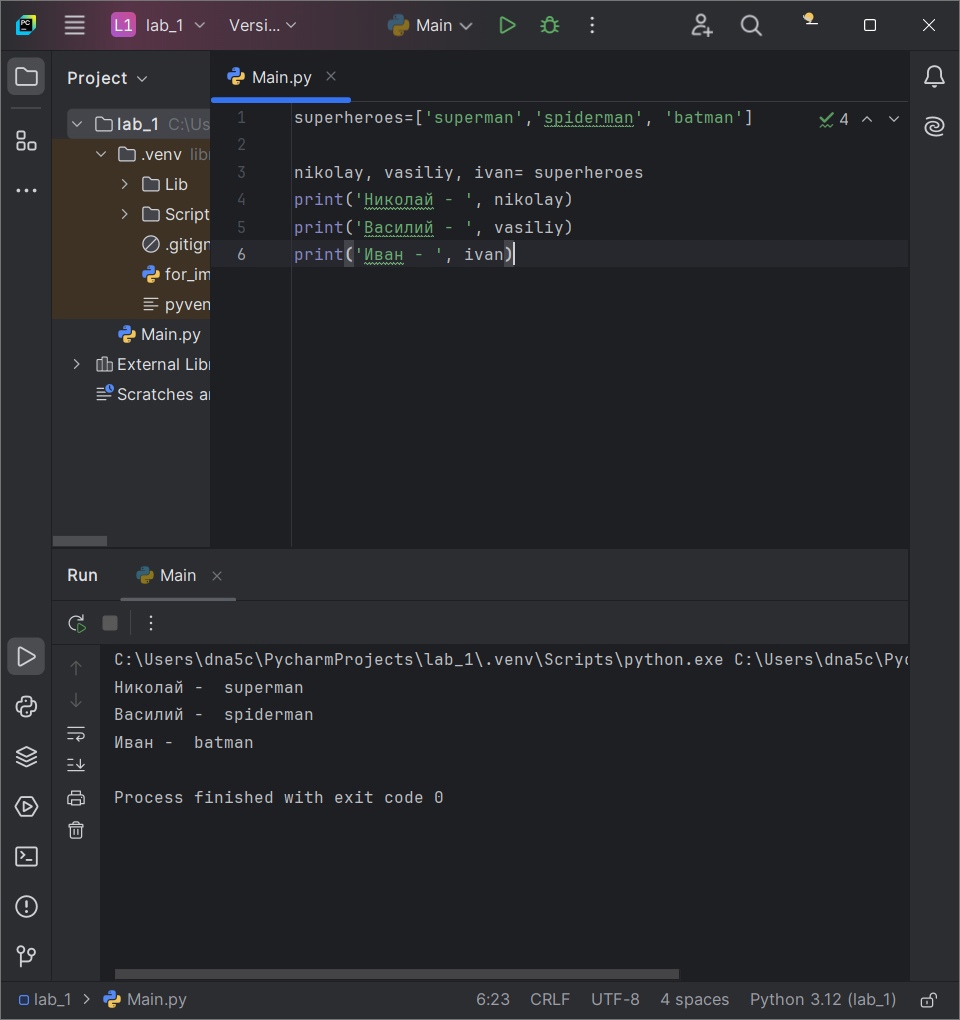 L1 lab_1 Versi... Main
Project
Main.py
lab_1 C:\Us
.venv libr
Lib
Script
.gitign
for_im
pyven
Main.py
External Libr
Scratches a
1 superheroes=['superman','spiderman', 'batman']
4
2
3 nikolay, vasiliy, ivan= superheroes
4 print('Николай - ', nikolay)
5 print('Василий - ', vasiliy)
6 print('Иван - ', ivan)
Run Main
C:\Users\dna5c\PycharmProjects\lab_1\.venv\Scripts\python.exe C:\Users\dna5c\Pyc
Николай -  superman
Василий -  spiderman
Иван -  batman
Process finished with exit code 0
lab_1 > Main.py 6:23 CRLF UTF-8 4 spaces Python 3.12 (lab_1)